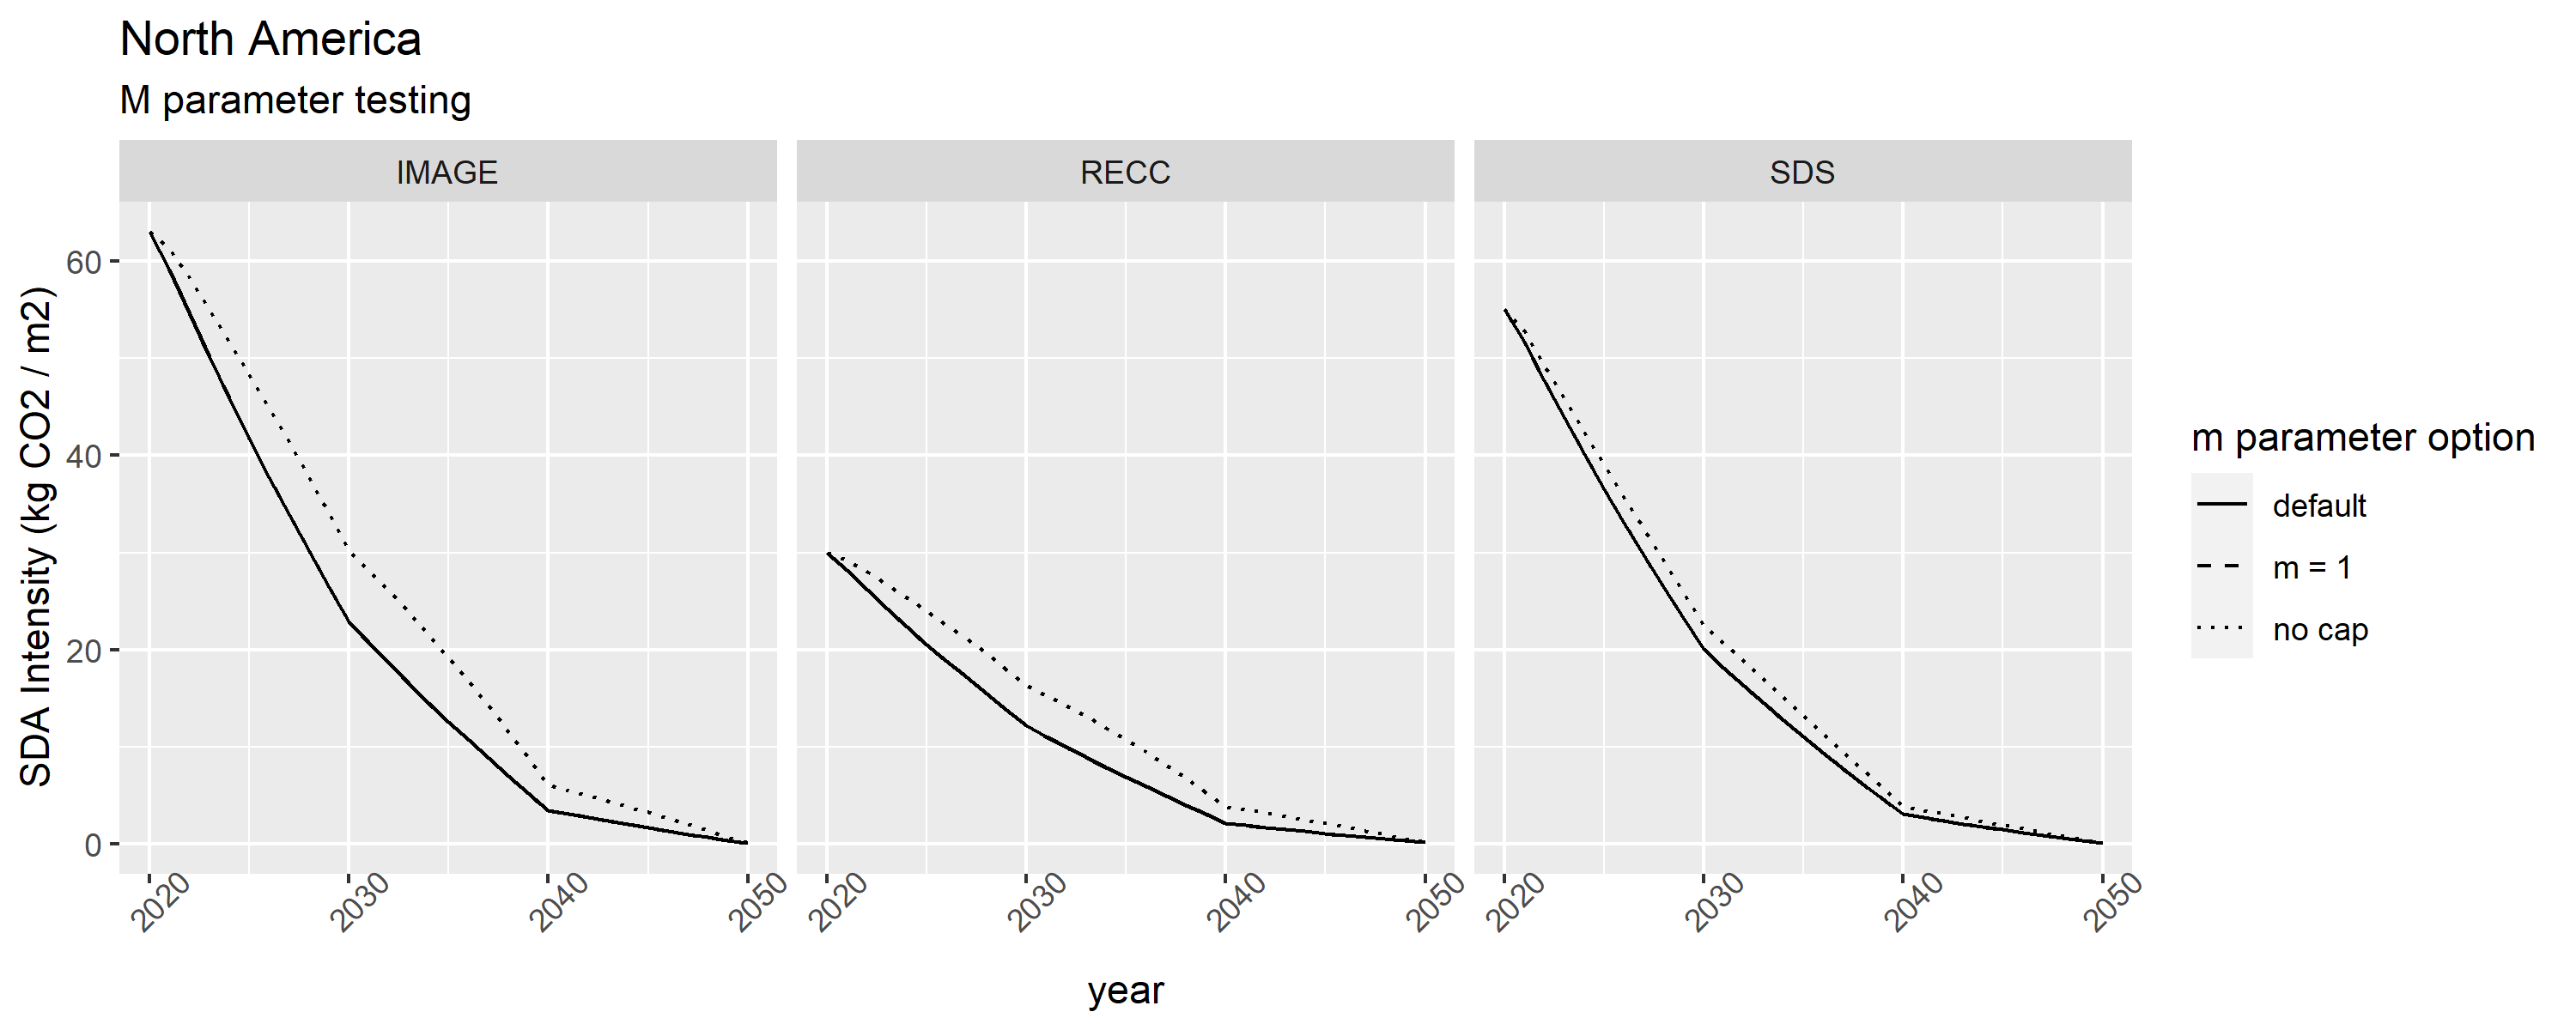 North America
M parameter testing
IMAGE
RECC
SDS
SDA Intensity (kg CO2 / m2)
60
40
20
0
2020 2030 2040 2050
2020 2030 2040 2050
2020 2030 2040 2050
year
m parameter option
default
m = 1
no cap